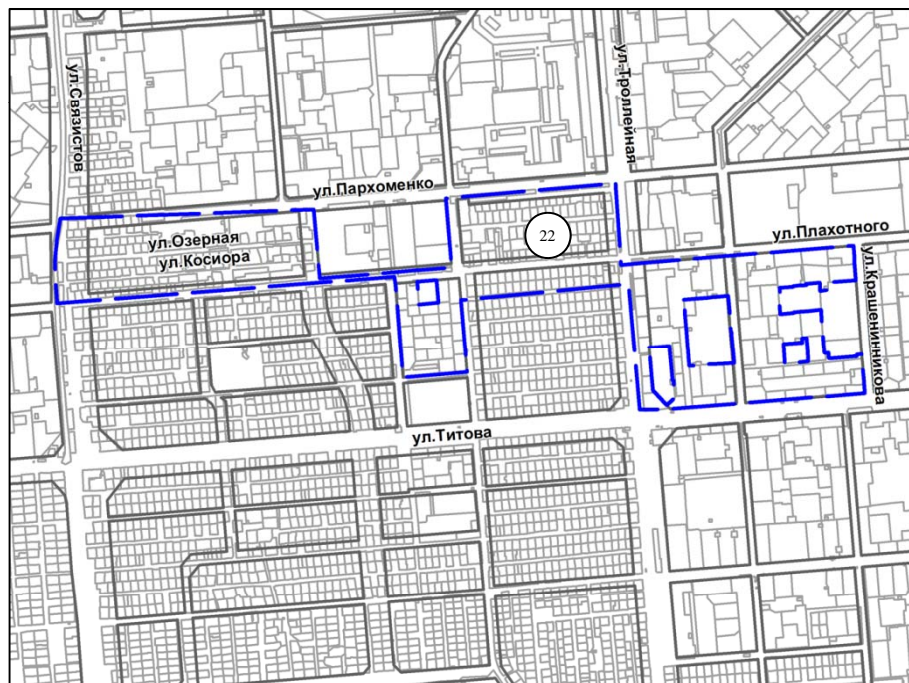 ул.Связистов
ул.Троллейная
ул.Пархоменко
ул.Озерная
ул.Косиора
22
ул.Плахотного
ул.Крашенинникова
ул.Титова